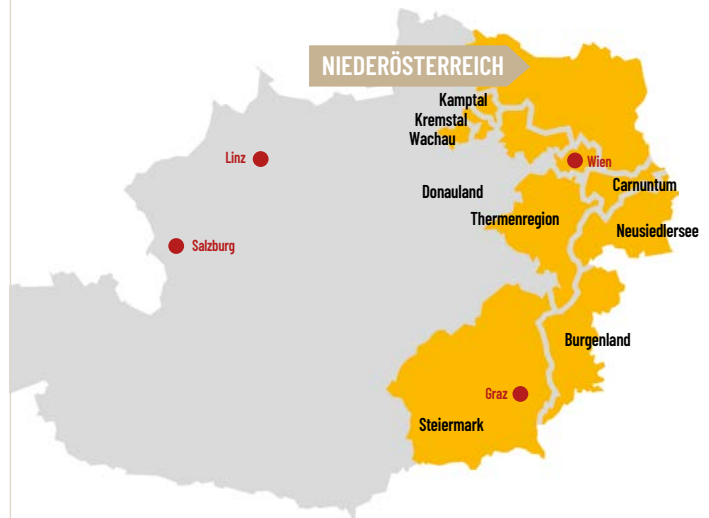 NIEDERÖSTERREICH
Kamptal
Kremstal
Wachau
Linz
Wien
Carnuntum
Donauland
Thermenregion
Neusiedlersee
Salzburg
Burgenland
Graz
Steiermark